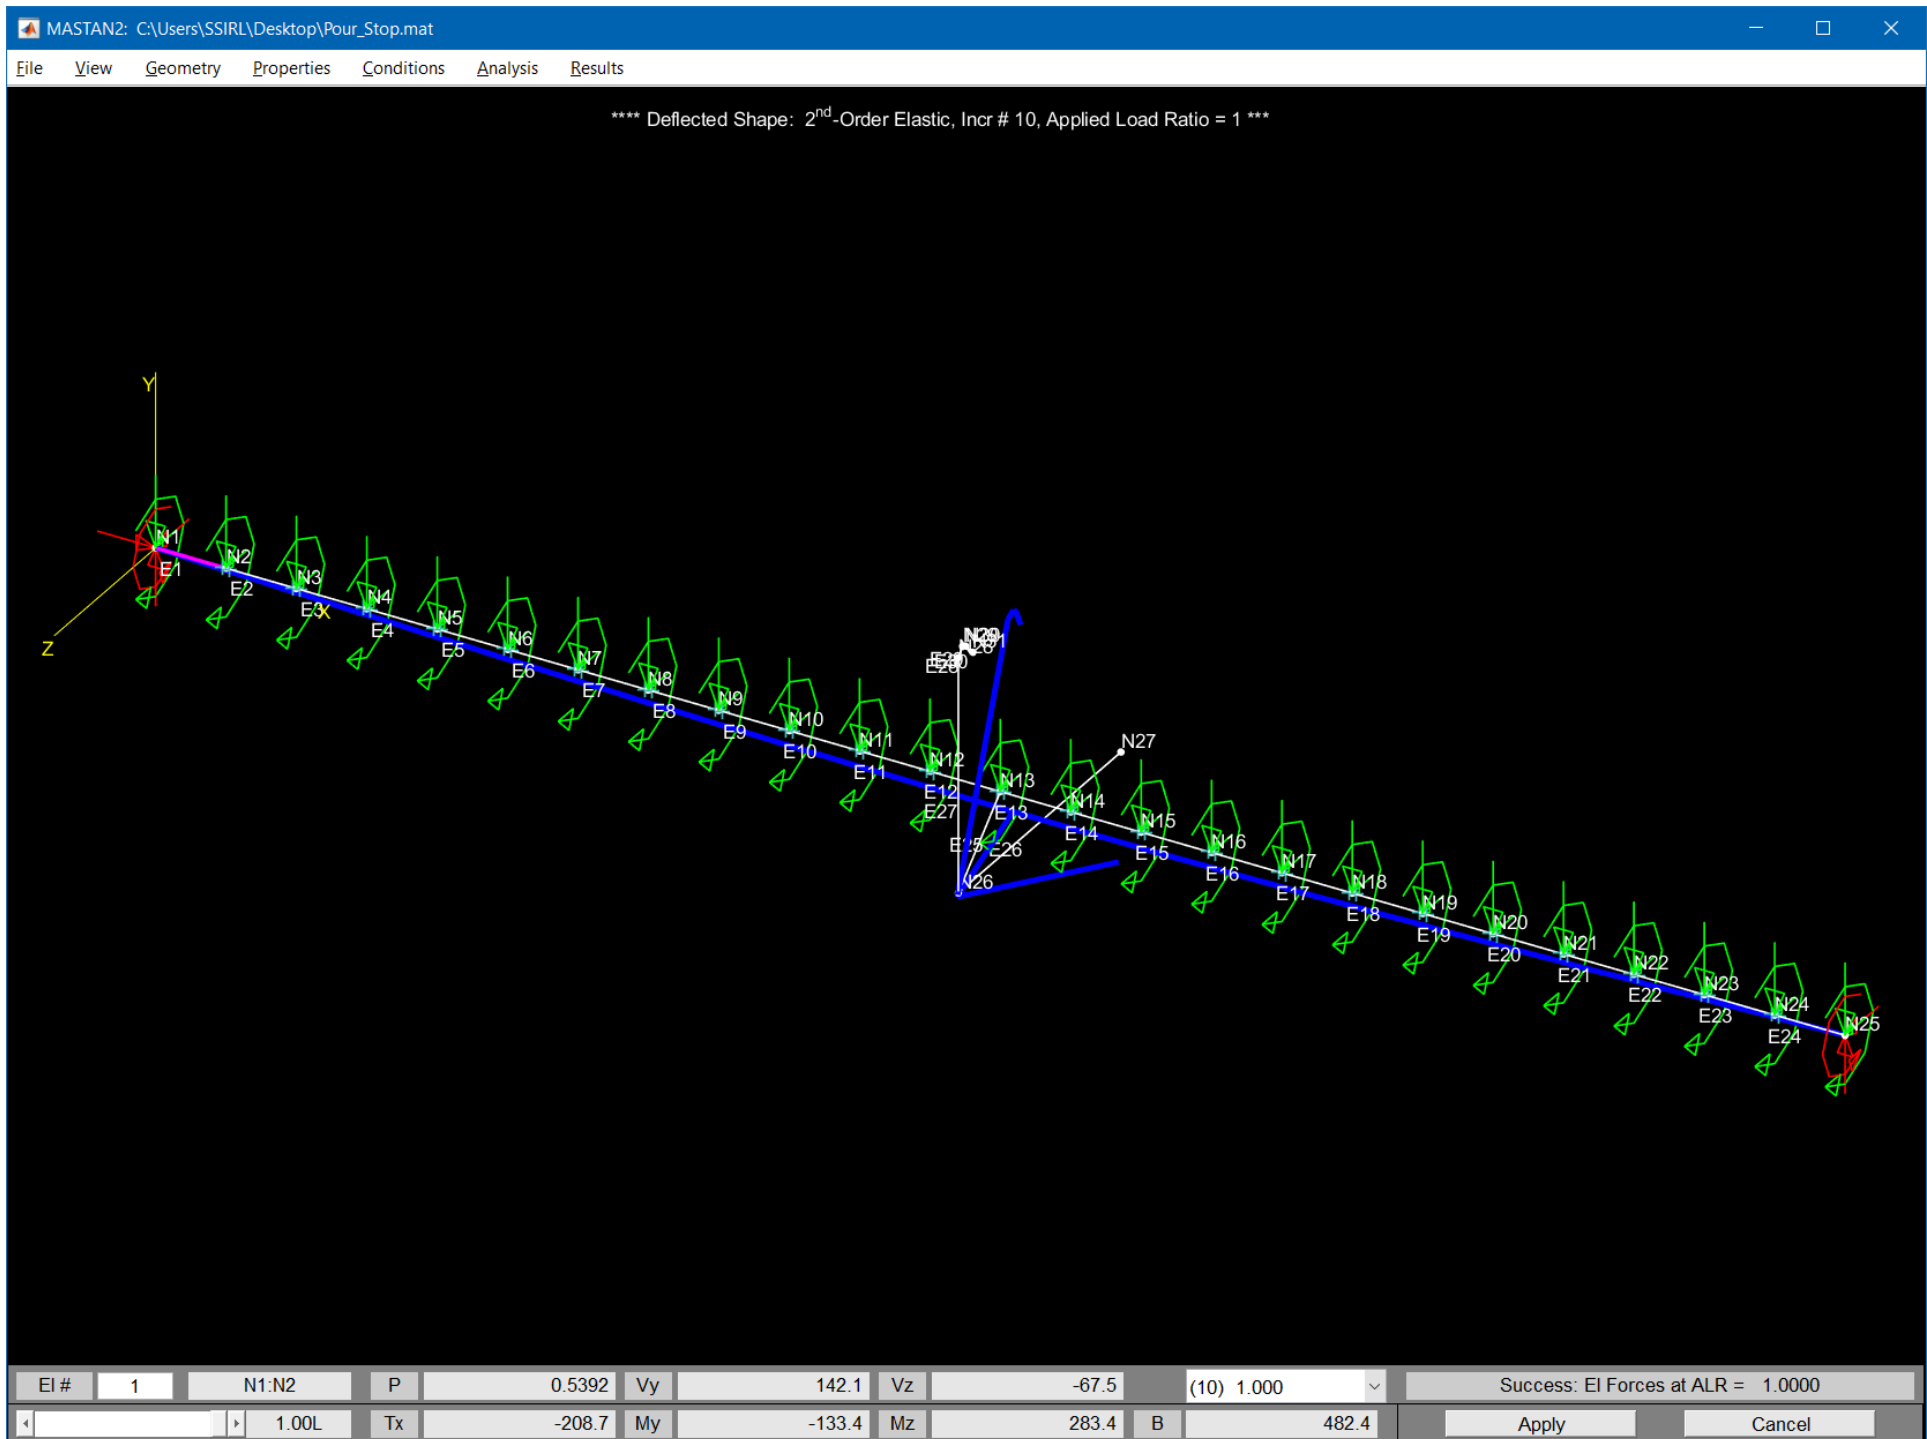 MASTAN2: C:\Users\SSIRL\Desktop\Pour_Stop.mat
File View Geometry Properties Conditions Analysis Results
**** Deflected Shape: 2nd-Order Elastic, Incr # 10, Applied Load Ratio = 1 ***
Y
Z
X
N1
E1
N2
E2
N3
E3
N4
E4
N5
E5
N6
E6
N7
E7
N8
E8
N9
E9
N10
E10
N11
E11
N12
E12
E27
N13
E13
E25
E26
N26
N27
N14
E14
N15
E15
N16
E16
N17
E17
N18
E18
N19
E19
N20
E20
N21
E21
N22
E22
N23
E23
N24
E24
N25
El # 1 N1:N2 P 0.5392 Vy 142.1 Vz -67.5 (10) 1.000 Success: El Forces at ALR = 1.0000
1.00L Tx -208.7 My -133.4 Mz 283.4 B 482.4 Apply Cancel